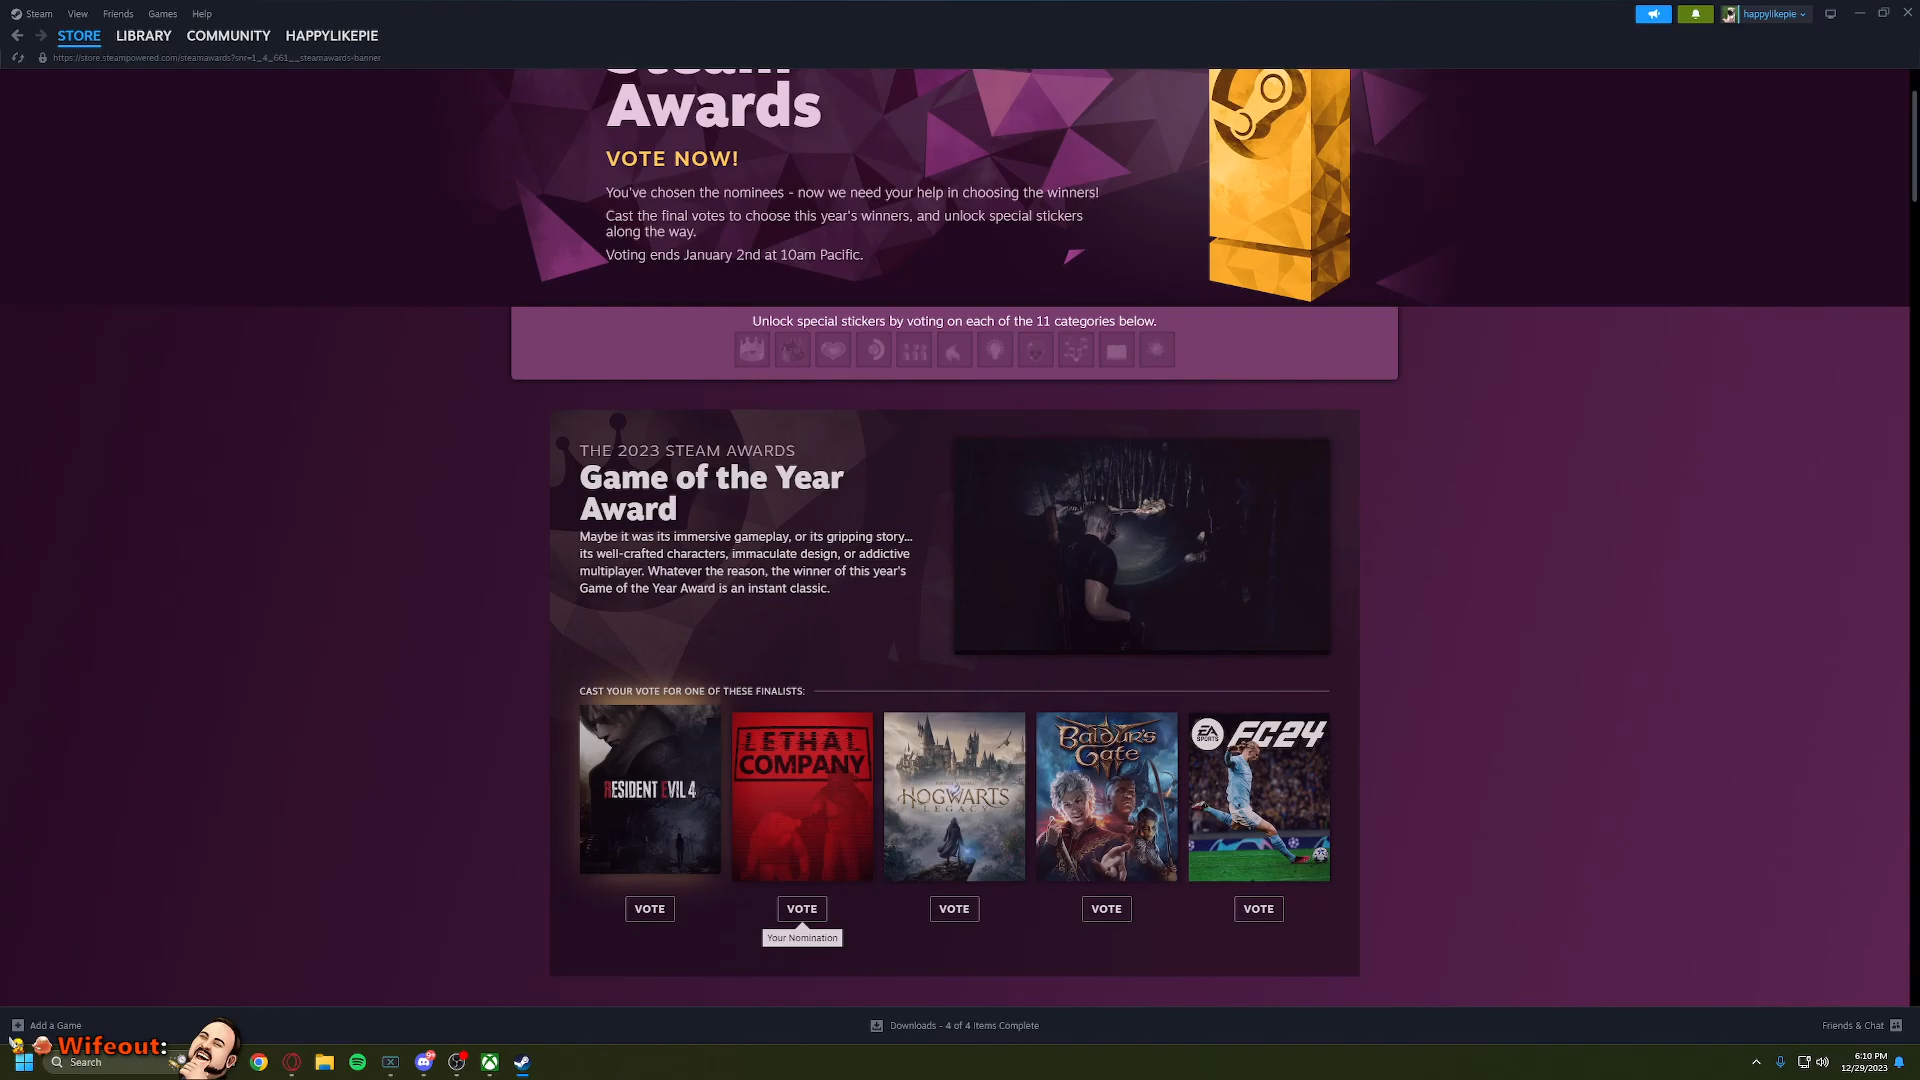 Steam View Friends Games Help
happylikepie
STORE LIBRARY COMMUNITY HAPPYLIKEPIE
https://store.steampowered.com/steamawards?snr=1_4_661__steamawards-banner
Steam
Awards
VOTE NOW!
You've chosen the nominees - now we need your help in choosing the winners!
Cast the final votes to choose this year's winners, and unlock special stickers
along the way.
Voting ends January 2nd at 10am Pacific.
Unlock special stickers by voting on each of the 11 categories below.
THE 2023 STEAM AWARDS
Game of the Year
Award
Maybe it was its immersive gameplay, or its gripping story...
its well-crafted characters, immaculate design, or addictive
multiplayer. Whatever the reason, the winner of this year's
Game of the Year Award is an instant classic.
CAST YOUR VOTE FOR ONE OF THESE FINALISTS:
RESIDENT EVIL 4
LETHAL
COMPANY
HOGWARTS
LEGACY
Baldur's
Gate
EA
SPORTS
FC24
VOTE VOTE VOTE VOTE VOTE
Your Nomination
Add a Game
Downloads - 4 of 4 Items Complete
Friends & Chat
Wifeout:
Search
6:10 PM
12/29/2023